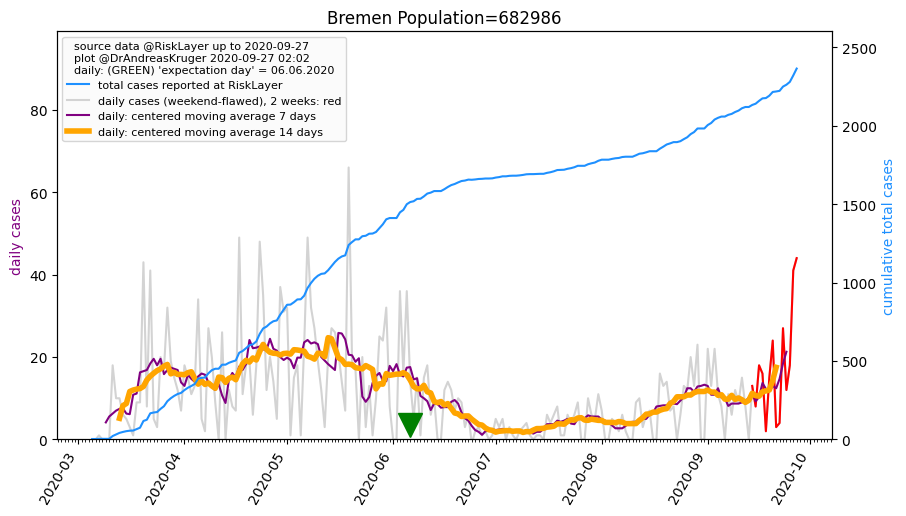 Bremen Population=682986
source data @RiskLayer up to 2020-09-27
plot @DrAndreasKruger 2020-09-27 02:02
daily: (GREEN) 'expectation day' = 06.06.2020
total cases reported at RiskLayer
daily cases (weekend-flawed), 2 weeks: red
daily: centered moving average 7 days
daily: centered moving average 14 days
daily cases
80
60
40
20
0
cumulative total cases
2500
2000
1500
1000
500
0
2020-03
2020-04
2020-05
2020-06
2020-07
2020-08
2020-09
2020-10